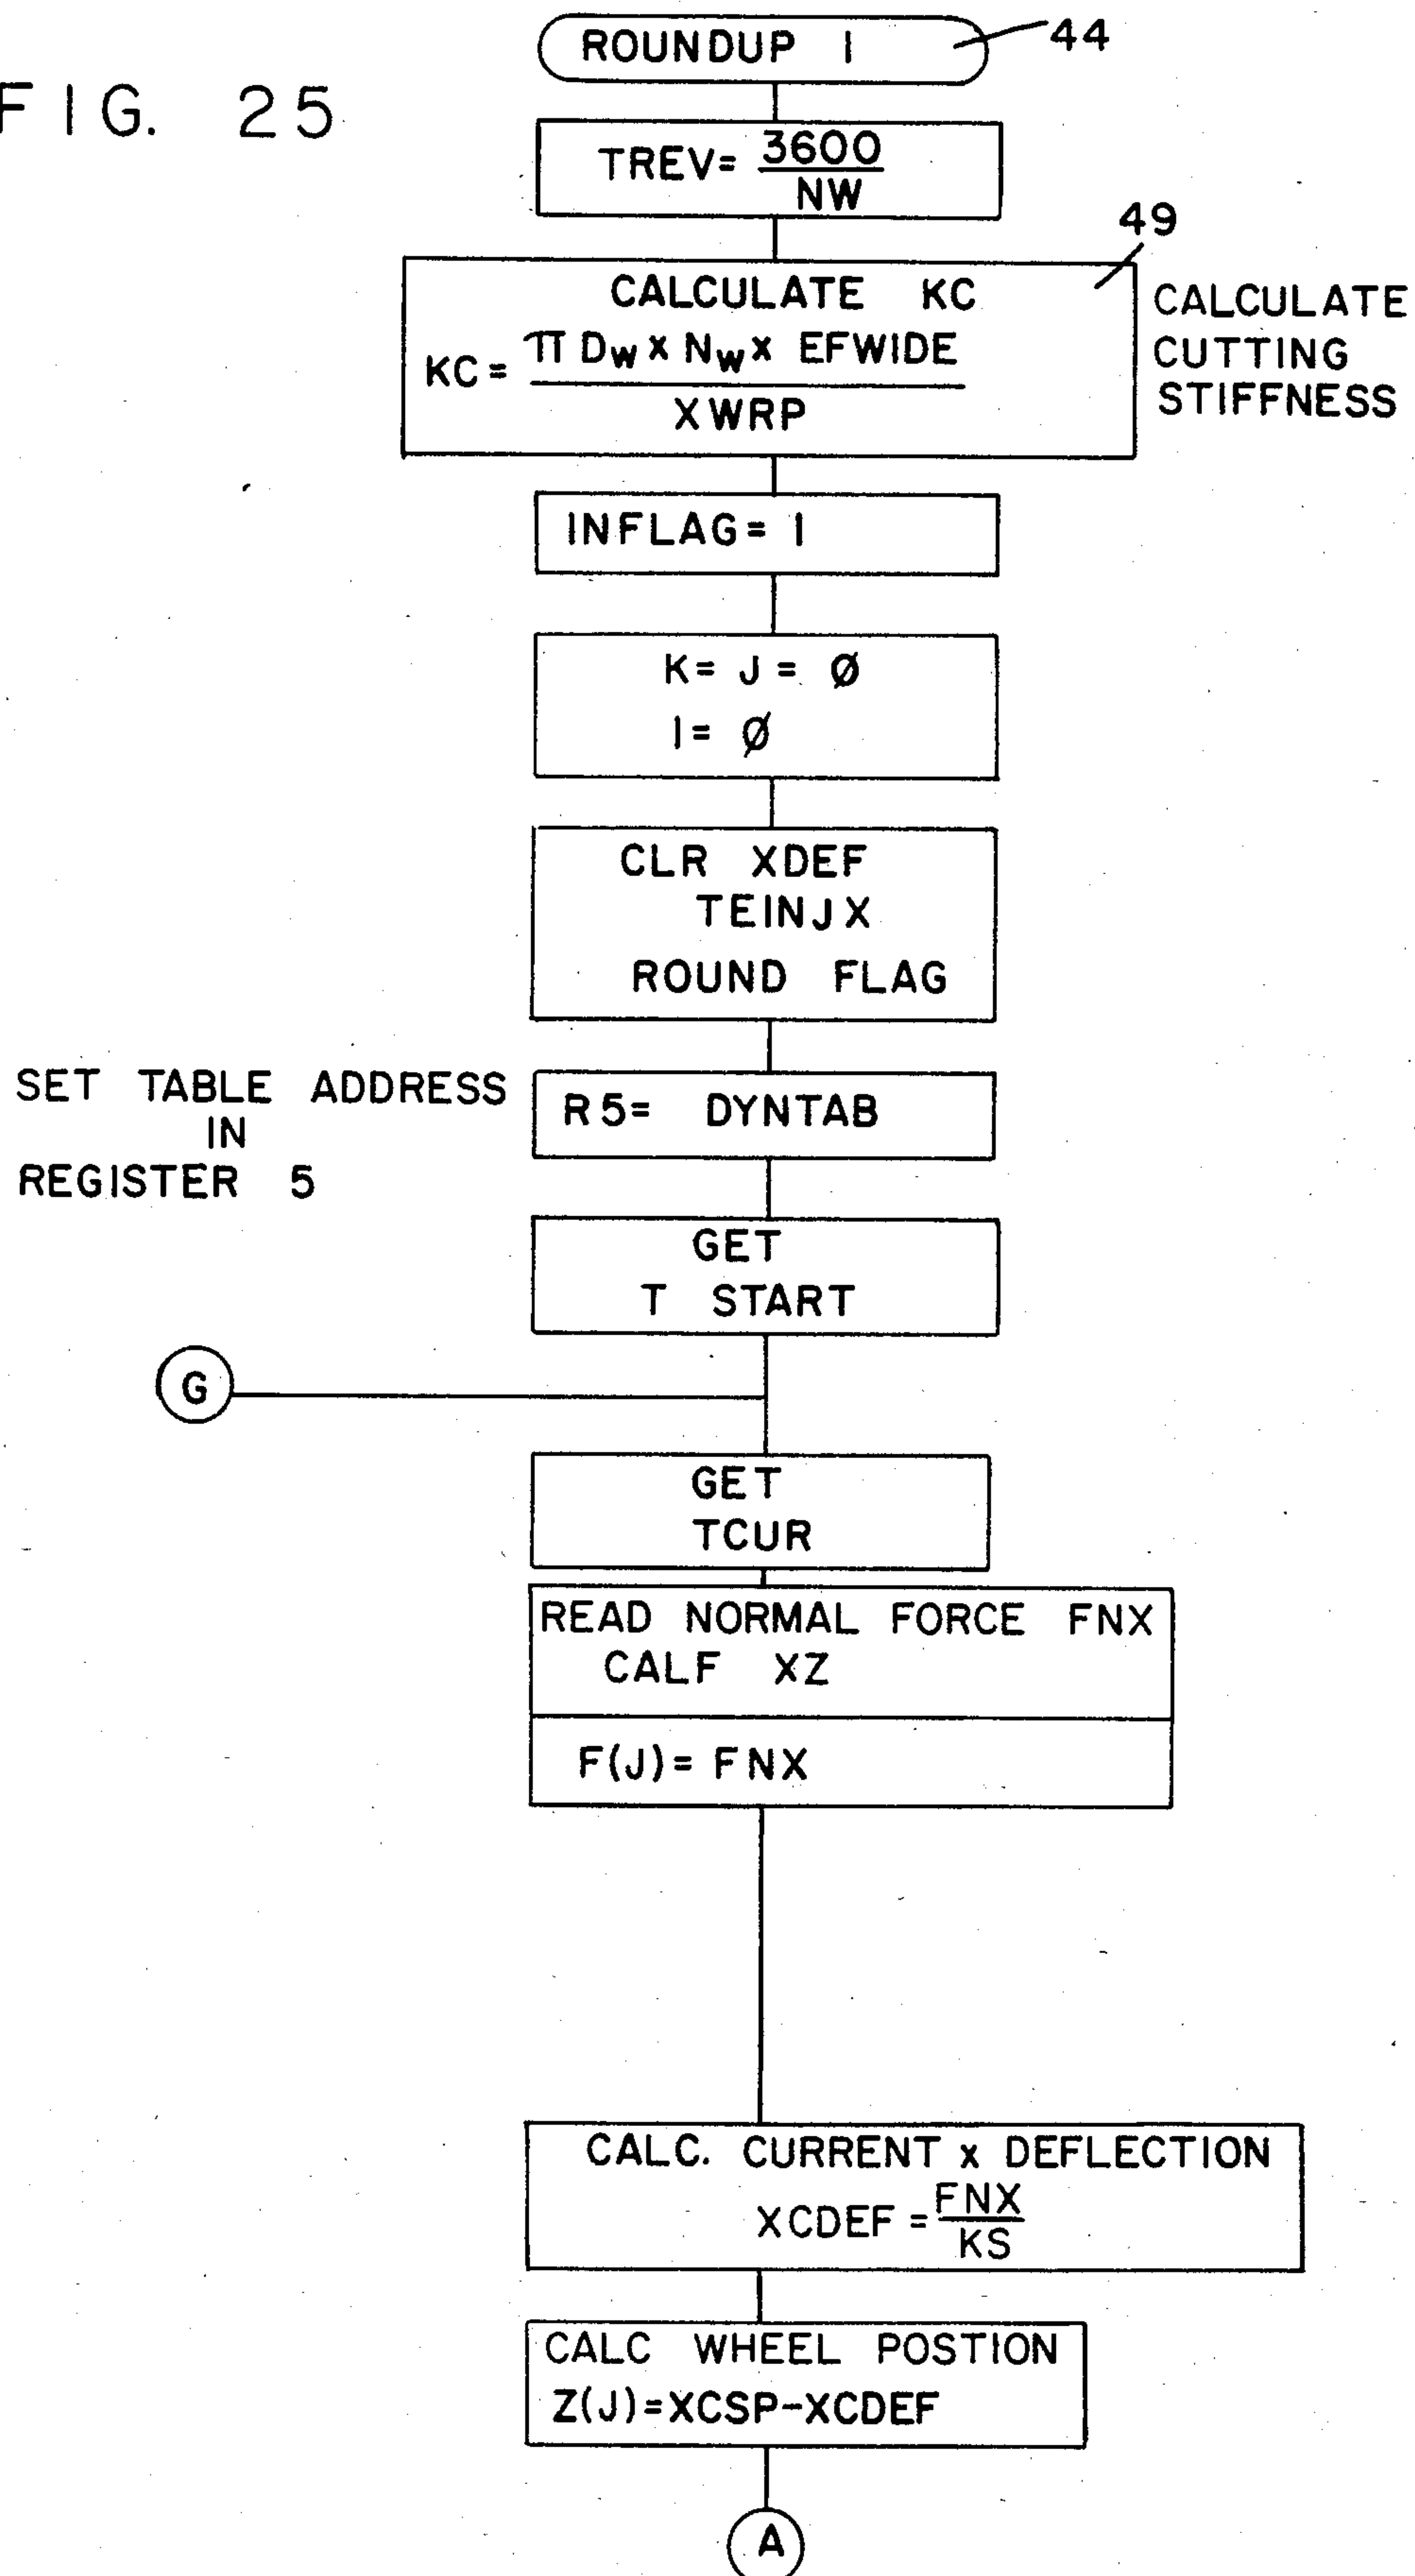 FIG. 25
ROUNDUP 1
44
TREV= 3600
NW
49
CALCULATE KC
KC= π Dw x Nw x EFWIDE
XWRP
CALCULATE
CUTTING
STIFFNESS
INFLAG= 1
K= J = Ø
I= Ø
CLR XDEF
TEINJX
ROUND FLAG
SET TABLE ADDRESS
IN
REGISTER 5
R5= DYNTAB
GET
T START
G
GET
TCUR
READ NORMAL FORCE FNX
CALF XZ
F(J)= FNX
CALC. CURRENT x DEFLECTION
XCDEF = FNX
KS
CALC WHEEL POSTION
Z(J)=XCSP-XCDEF
A